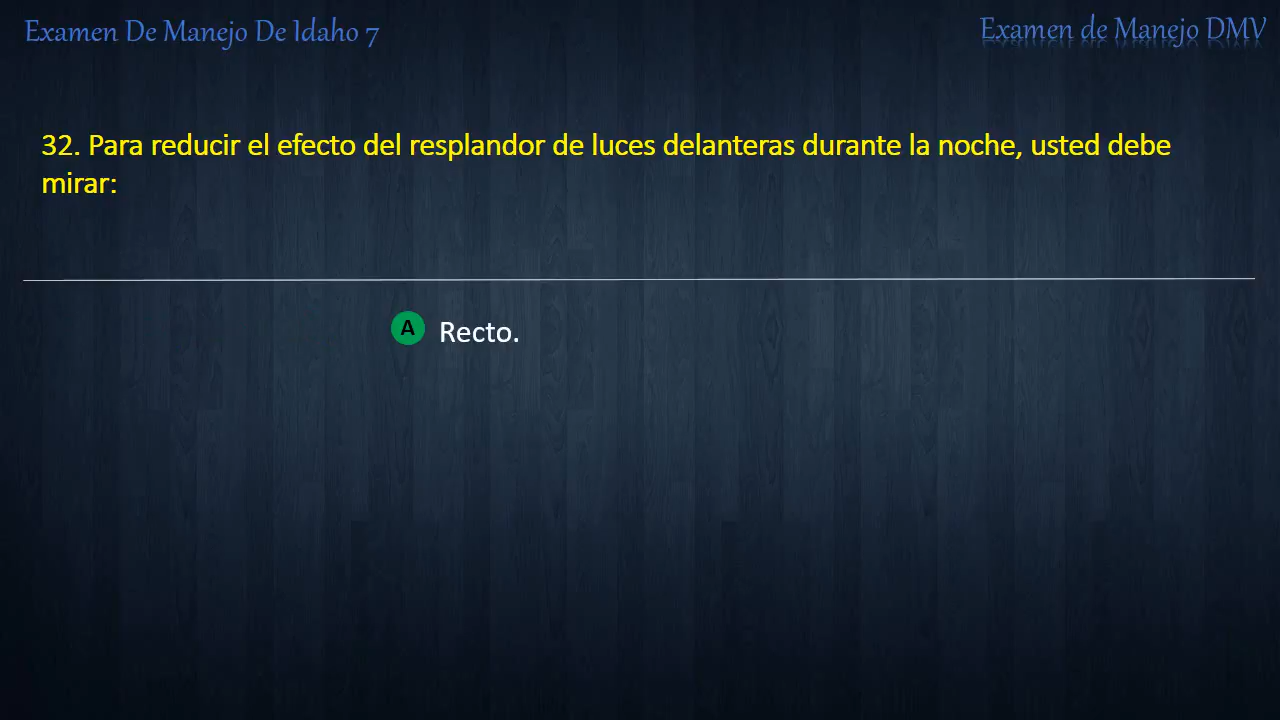 Examen De Manejo De Idaho 7
Examen de Manejo DMV
32. Para reducir el efecto del resplandor de luces delanteras durante la noche, usted debe
mirar:
A Recto.